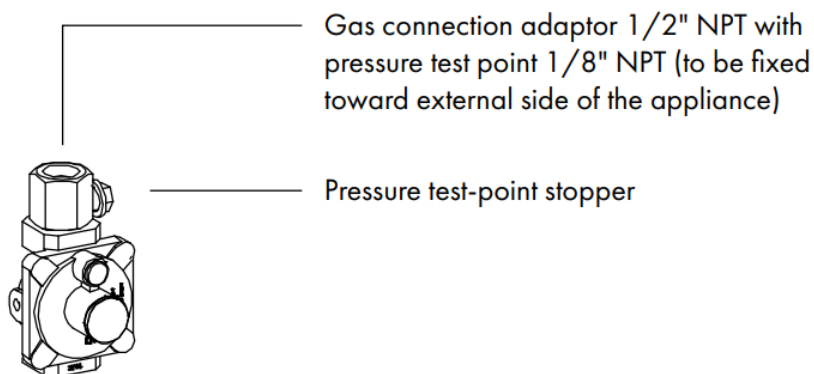 Gas connection adaptor 1/2" NPT with
pressure test point 1/8" NPT (to be fixed
toward external side of the appliance)
Pressure test-point stopper